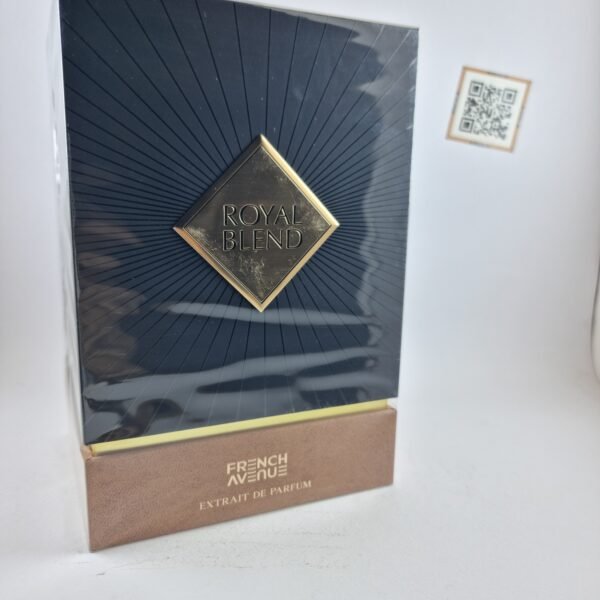 ROYAL
BLEND
FRENCH
AVENUE
EXTRAIT DE PARFUM